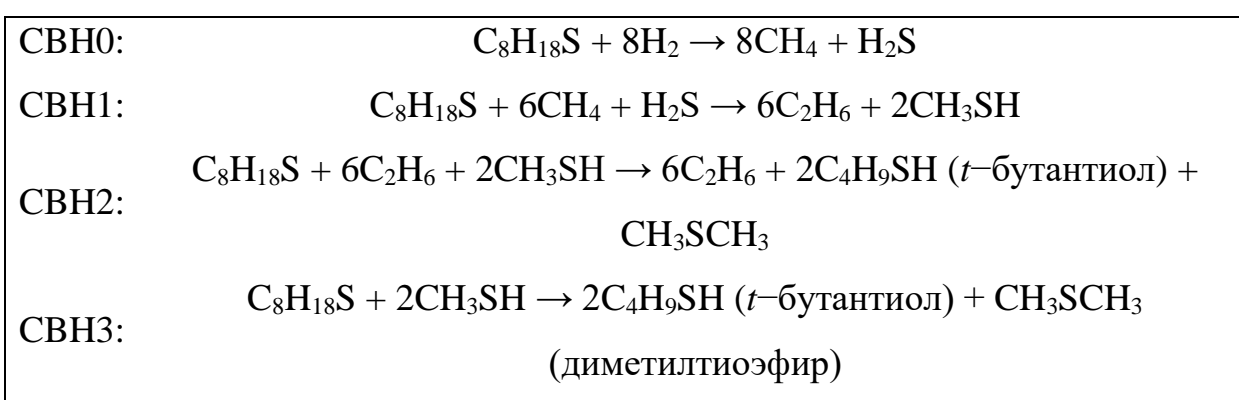 CBH0: C₈H₁₈S + 8H₂ → 8CH₄ + H₂S
CBH1: C₈H₁₈S + 6CH₄ + H₂S → 6C₂H₆ + 2CH₃SH
CBH2: C₈H₁₈S + 6C₂H₆ + 2CH₃SH → 6C₂H₆ + 2C₄H₉SH (t−бутантиол) +
CH₃SCH₃
CBH3: C₈H₁₈S + 2CH₃SH → 2C₄H₉SH (t−бутантиол) + CH₃SCH₃
(диметилтиоэфир)